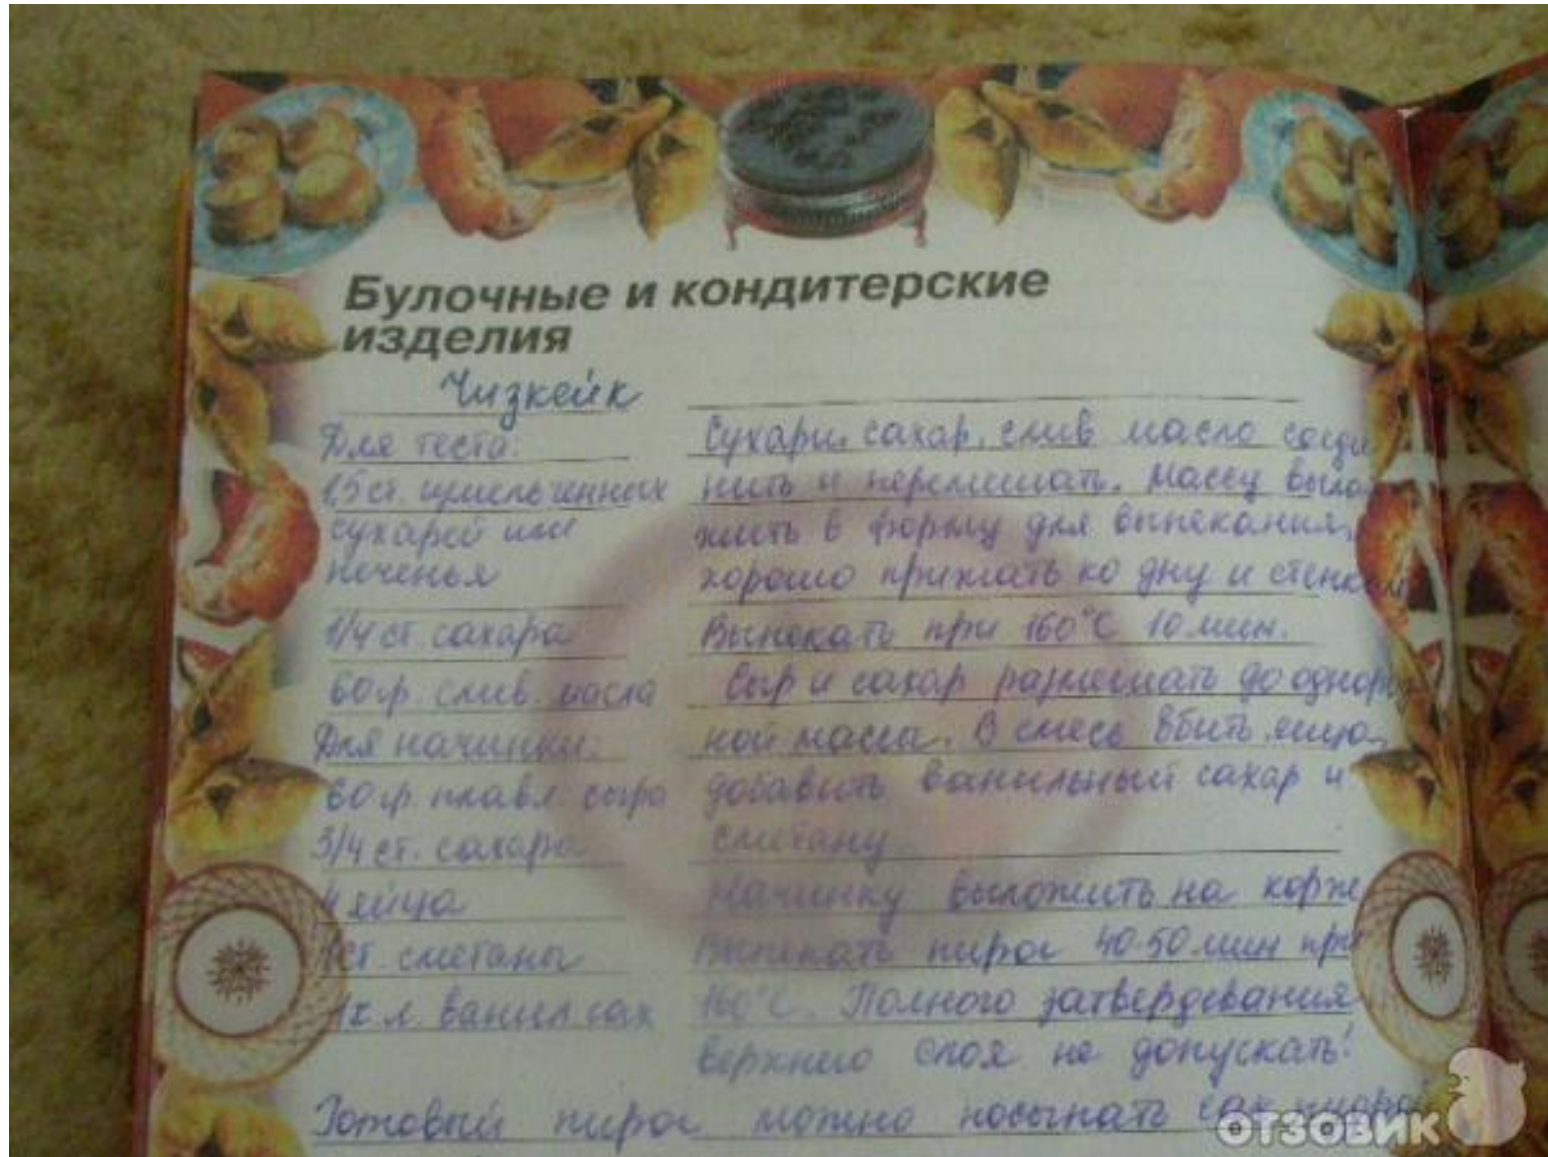 Булочные и кондитерские
изделия
Чизкейк
Для теста:
1,5 ст. измельченных
сухарей или
печенья
1/4 ст сахара
60 гр. слив. масла
Для начинки:
60 гр. плавл. сыра
3/4 ст. сахара
4 яйца
1 ст. сметаны
1 ч. л. ванил сах
Сухари, сахар, слив масло соеди
нить и перемешать. Массу выло
жить в форму для выпекания,
хорошо прижать ко дну и стенкам
Выпекать при 160°С 10 мин.
Сыр и сахар размешать до однород
ной массы. В смесь вбить яйца,
добавить ванильный сахар и
сметану
Начинку выложить на корж
Выпекать пирог 40-50 мин при
160°С. Полного затвердевания
верхнего слоя не допускать!
Готовый пирог можно посыпать сах
ОТЗОВИК